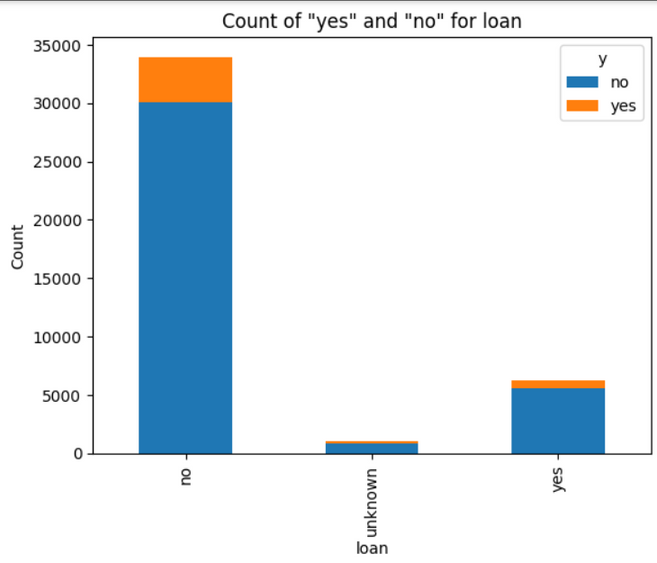 Count of "yes" and "no" for loan
y
no
yes
Count
35000
30000
25000
20000
15000
10000
5000
0
no
unknown
yes
loan